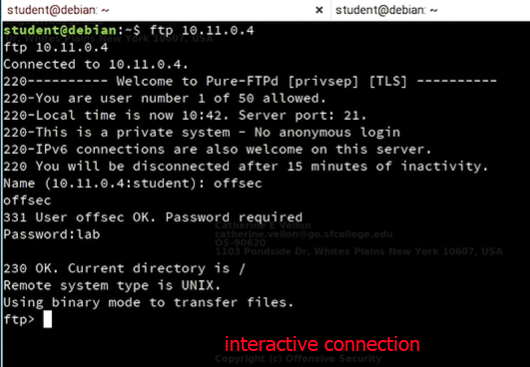 student@debian: ~
×
student@debian: ~
student@debian:~$ ftp 10.11.0.4
ftp 10.11.0.4
Connected to 10.11.0.4.
220---------- Welcome to Pure-FTPd [privsep] [TLS] ----------
220-You are user number 1 of 50 allowed.
220-Local time is now 10:42. Server port: 21.
220-This is a private system - No anonymous login
220-IPv6 connections are also welcome on this server.
220 You will be disconnected after 15 minutes of inactivity.
Name (10.11.0.4:student): offsec
offsec
331 User offsec OK. Password required
Password:lab
Catherine E Vellon
catherine.vellon@go.sfcollege.edu
OS-90620
1103 Pondside Dr, Whites Plains New York 10607, USA
230 OK. Current directory is /
Remote system type is UNIX.
Using binary mode to transfer files.
ftp>
interactive connection
Copyright (c) Offensive Security